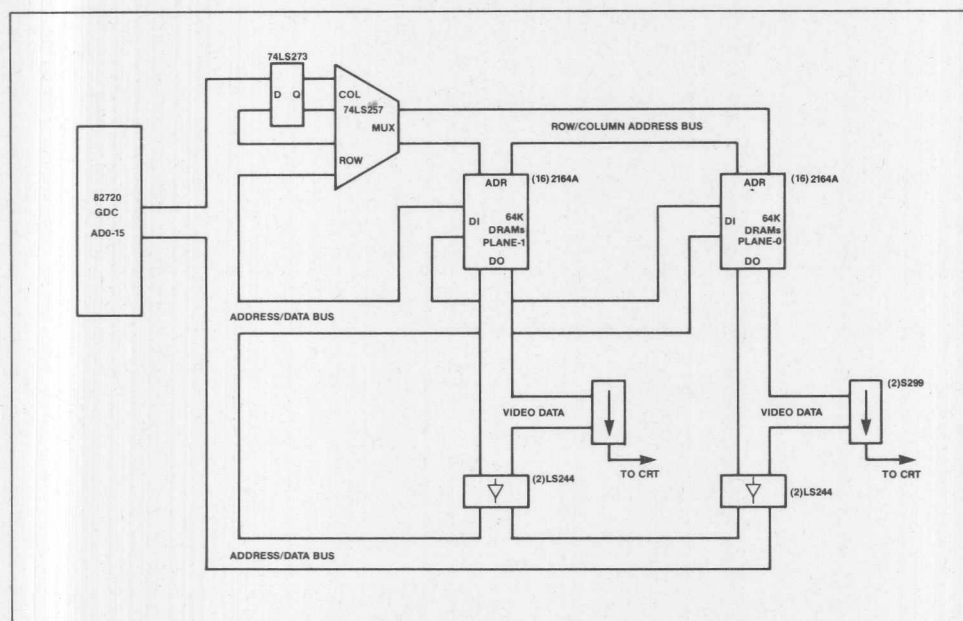 74LS273
D Q
COL
74LS257
MUX
ROW
82720
GDC
AD0-15
ROW/COLUMN ADDRESS BUS
ADR
(16) 2164A
DI
64K
DRAMs
PLANE-1
DO
ADR
(16) 2164A
DI
64K
DRAMs
PLANE-0
DO
ADDRESS/DATA BUS
VIDEO DATA
TO CRT
VIDEO DATA
(2)S299
TO CRT
(2)LS244
(2)LS244
ADDRESS/DATA BUS